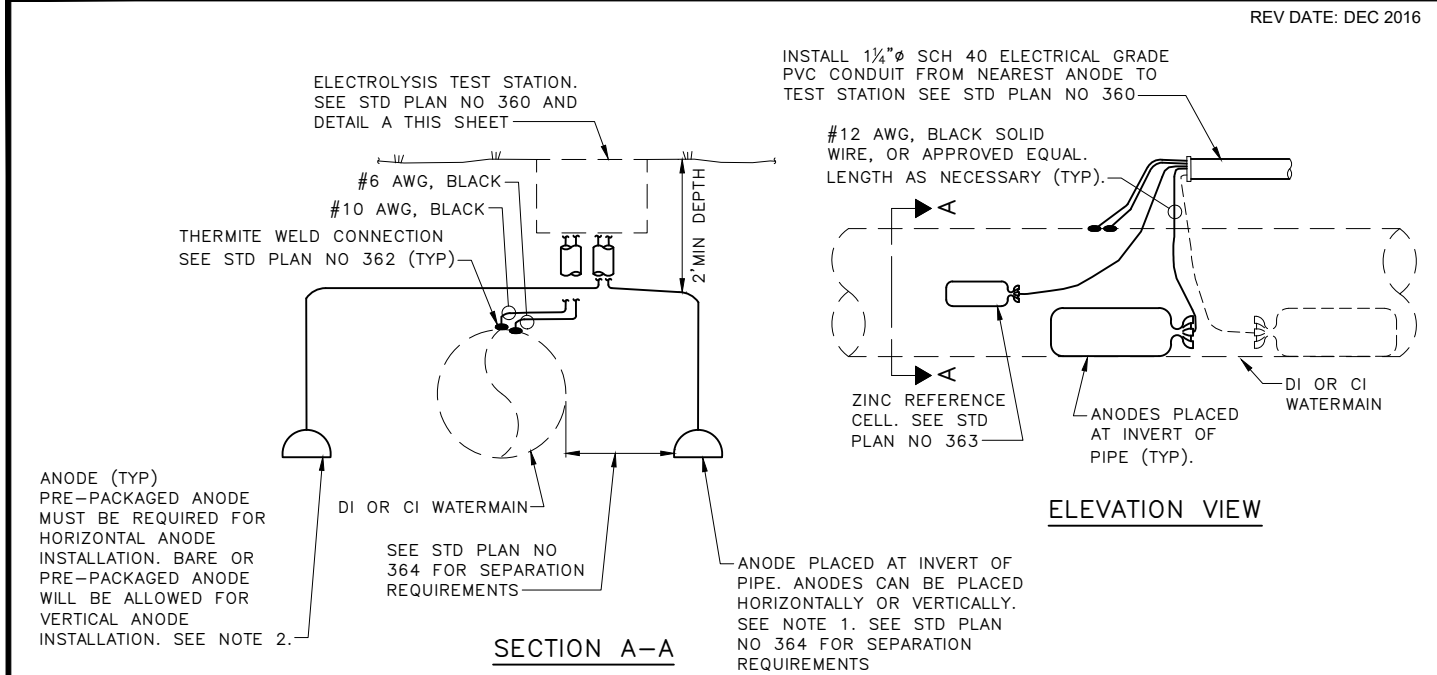 REV DATE: DEC 2016
ELECTROLYSIS TEST STATION.
SEE STD PLAN NO 360 AND
DETAIL A THIS SHEET
#6 AWG, BLACK
#10 AWG, BLACK
THERMITE WELD CONNECTION
SEE STD PLAN NO 362 (TYP)
2' MIN DEPTH
ANODE (TYP)
PRE-PACKAGED ANODE
MUST BE REQUIRED FOR
HORIZONTAL ANODE
INSTALLATION. BARE OR
PRE-PACKAGED ANODE
WILL BE ALLOWED FOR
VERTICAL ANODE
INSTALLATION. SEE NOTE 2.
DI OR CI WATERMAIN
SEE STD PLAN NO
364 FOR SEPARATION
REQUIREMENTS
ANODE PLACED AT INVERT OF
PIPE. ANODES CAN BE PLACED
HORIZONTALLY OR VERTICALLY.
SEE NOTE 1. SEE STD PLAN
NO 364 FOR SEPARATION
REQUIREMENTS
SECTION A-A
INSTALL 1¼"ø SCH 40 ELECTRICAL GRADE
PVC CONDUIT FROM NEAREST ANODE TO
TEST STATION SEE STD PLAN NO 360
#12 AWG, BLACK SOLID
WIRE, OR APPROVED EQUAL.
LENGTH AS NECESSARY (TYP).
A
A
ZINC REFERENCE
CELL. SEE STD
PLAN NO 363
ANODES PLACED
AT INVERT OF
PIPE (TYP).
DI OR CI
WATERMAIN
ELEVATION VIEW